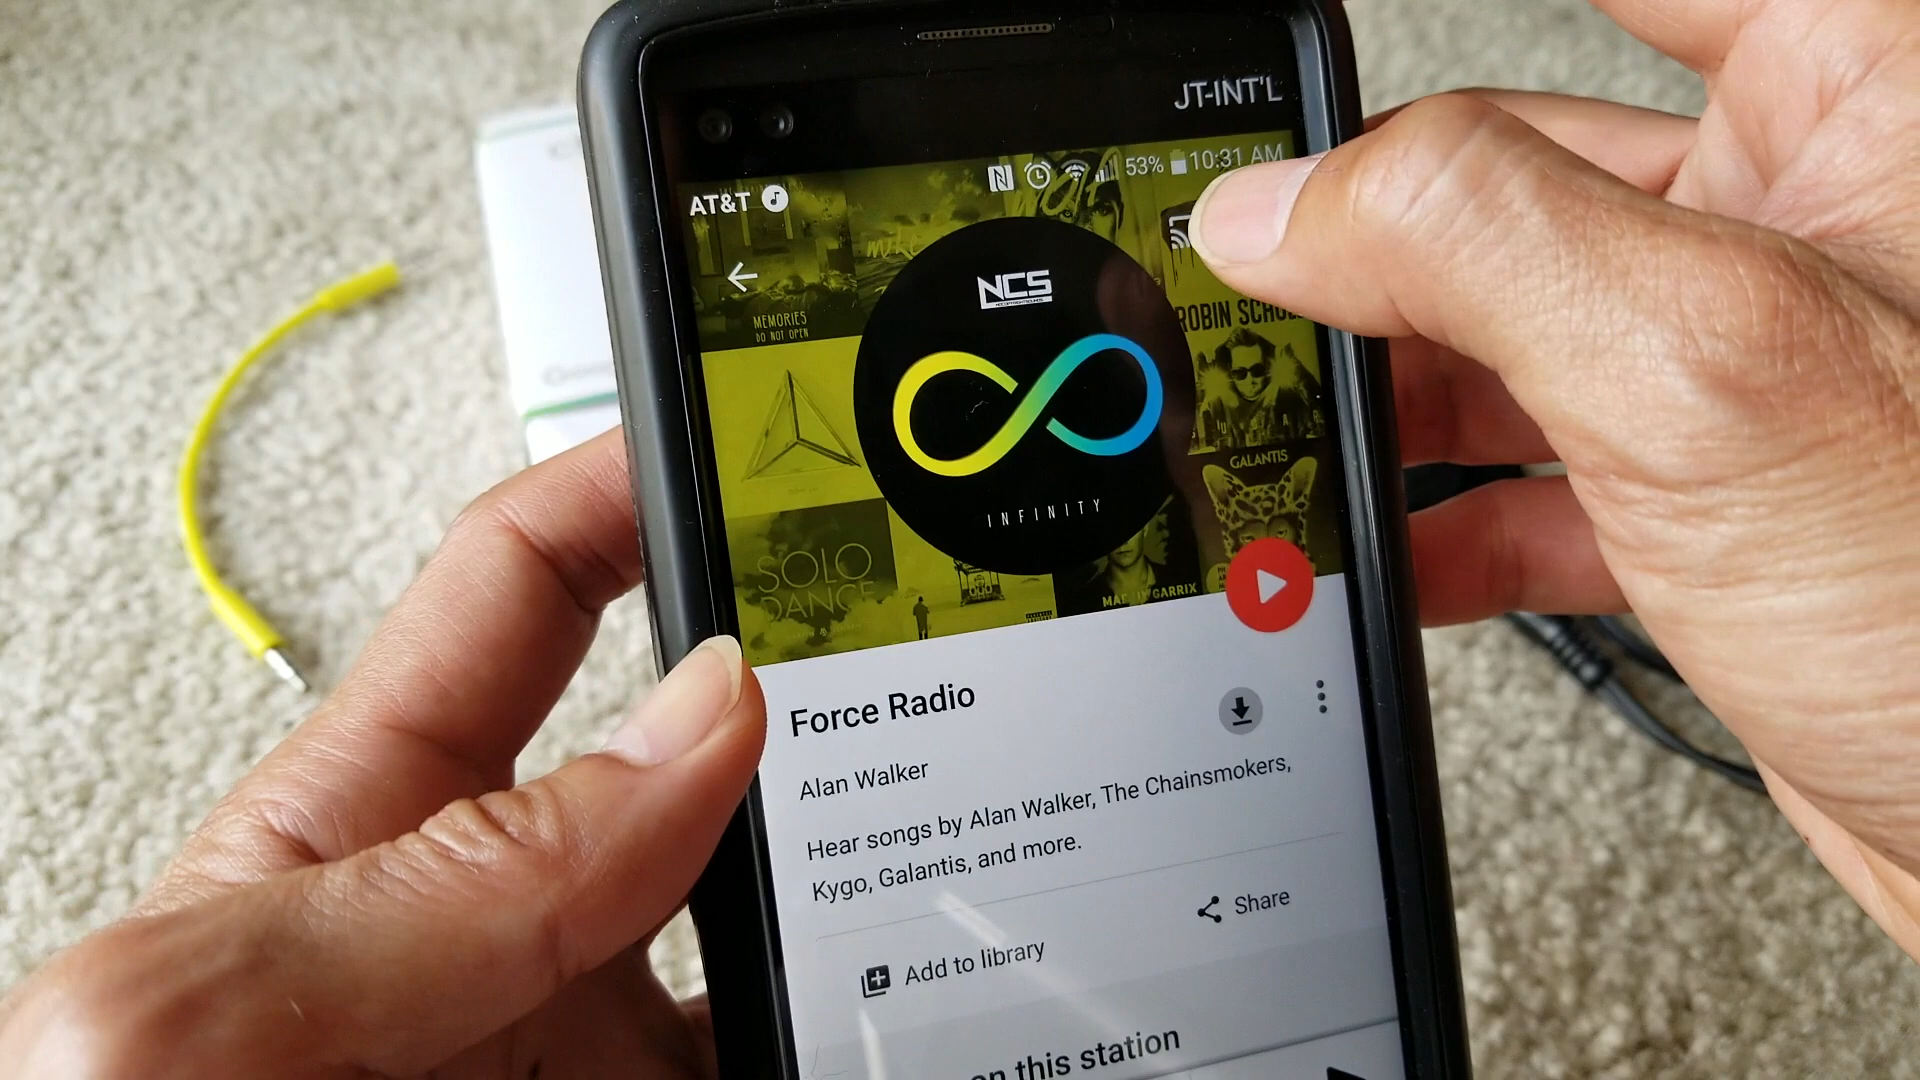 JT-INT'L
AT&T
53%
10:31 AM
NCS
MEMORIES
DO NOT OPEN
ROBIN SCHUL
INFINITY
GALANTIS
SOLO
DANCE
GARRIX
Force Radio
Alan Walker
Hear songs by Alan Walker, The Chainsmokers,
Kygo, Galantis, and more.
Share
Add to library
on this station